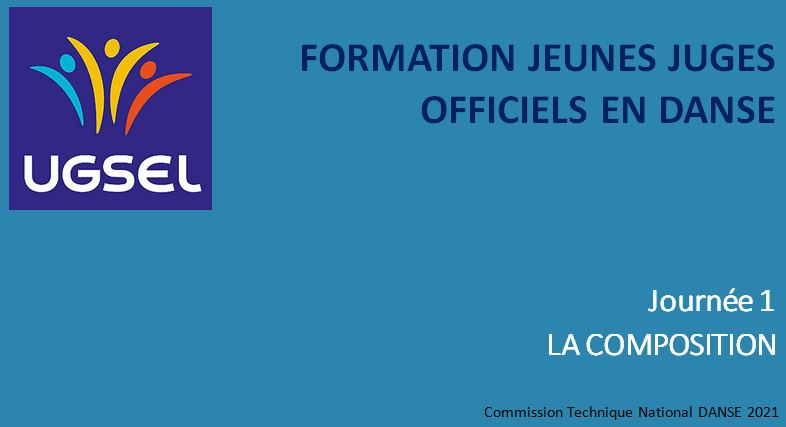 FORMATION JEUNES JUGES
OFFICIELS EN DANSE
UGSEL
Journée 1
LA COMPOSITION
Commission Technique National DANSE 2021